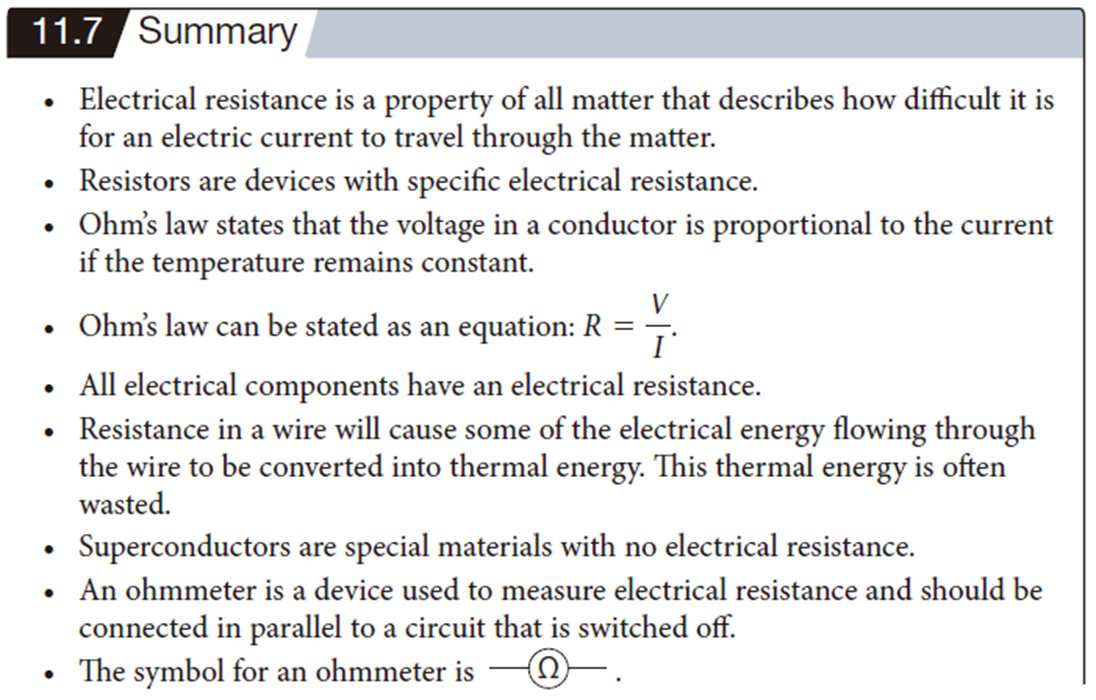 11.7 Summary
• Electrical resistance is a property of all matter that describes how difficult it is
for an electric current to travel through the matter.
• Resistors are devices with specific electrical resistance.
• Ohm’s law states that the voltage in a conductor is proportional to the current
if the temperature remains constant.
• Ohm’s law can be stated as an equation: R = V/I.
• All electrical components have an electrical resistance.
• Resistance in a wire will cause some of the electrical energy flowing through
the wire to be converted into thermal energy. This thermal energy is often
wasted.
• Superconductors are special materials with no electrical resistance.
• An ohmmeter is a device used to measure electrical resistance and should be
connected in parallel to a circuit that is switched off.
• The symbol for an ohmmeter is Ω.